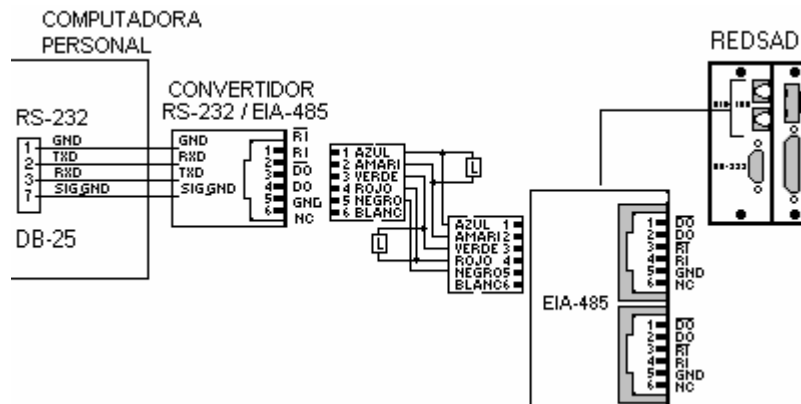 COMPUTADORA
PERSONAL
REDSAD
CONVERTIDOR
RS-232 / EIA-485
RS-232
1 GND GND
2 TXD RXD
3 RXD TXD
7 SIG GND SIG GND
DB-25
1 RI
2 RI
3 DO
4 DO
5 GND
6 NC
1 AZUL
2 AMARI
3 VERDE
4 ROJO
5 NEGRO
6 BLANC
L
L
AZUL 1
AMARI 2
VERDE 3
ROJO 4
NEGRO 5
BLANC 6
EIA-485
1 DO
2 DO
3 RI
4 RI
5 GND
6 NC
1 DO
2 DO
3 RI
4 RI
5 GND
6 NC